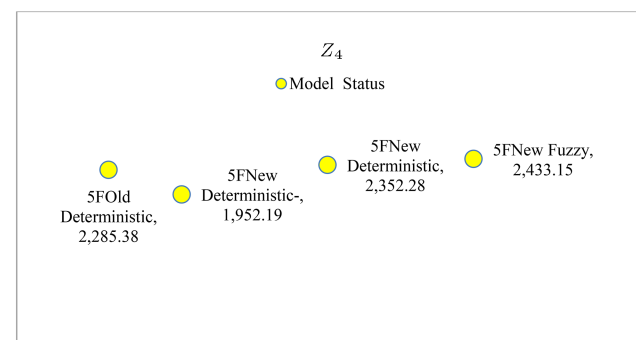 Z4
Model Status
5FOld
Deterministic,
2,285.38
5FNew
Deterministic-,
1,952.19
5FNew
Deterministic,
2,352.28
5FNew Fuzzy,
2,433.15